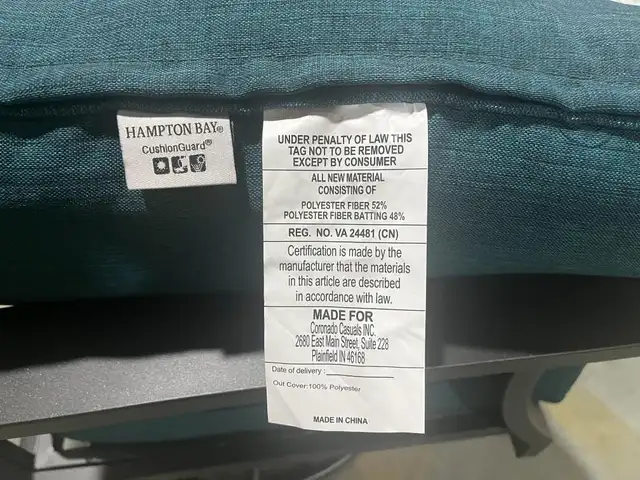 HAMPTON BAY®
CushionGuard®
UNDER PENALTY OF LAW THIS
TAG NOT TO BE REMOVED
EXCEPT BY CONSUMER
ALL NEW MATERIAL
CONSISTING OF
POLYESTER FIBER 52%
POLYESTER FIBER BATTING 48%
REG. NO. VA 24481 (CN)
Certification is made by the
manufacturer that the materials
in this article are described
in accordance with law.
MADE FOR
Coronado Casuals INC.
2680 East Main Street, Suite 228
Plainfield IN 46168
Date of delivery :
Out Cover:100% Polyester
MADE IN CHINA